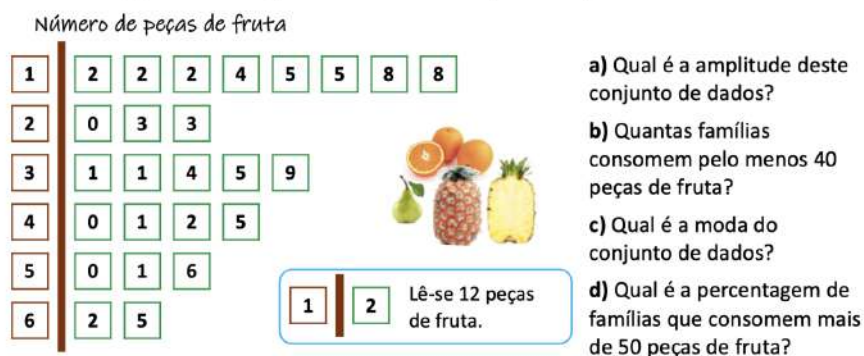 Número de peças de fruta
1 2 2 2 4 5 5 8 8
2 0 3 3
3 1 1 4 5 9
4 0 1 2 5
5 0 1 6
6 2 5
1 2 Lê-se 12 peças
de fruta.
a) Qual é a amplitude deste
conjunto de dados?
b) Quantas famílias
consomem pelo menos 40
peças de fruta?
c) Qual é a moda do
conjunto de dados?
d) Qual é a percentagem de
famílias que consomem mais
de 50 peças de fruta?